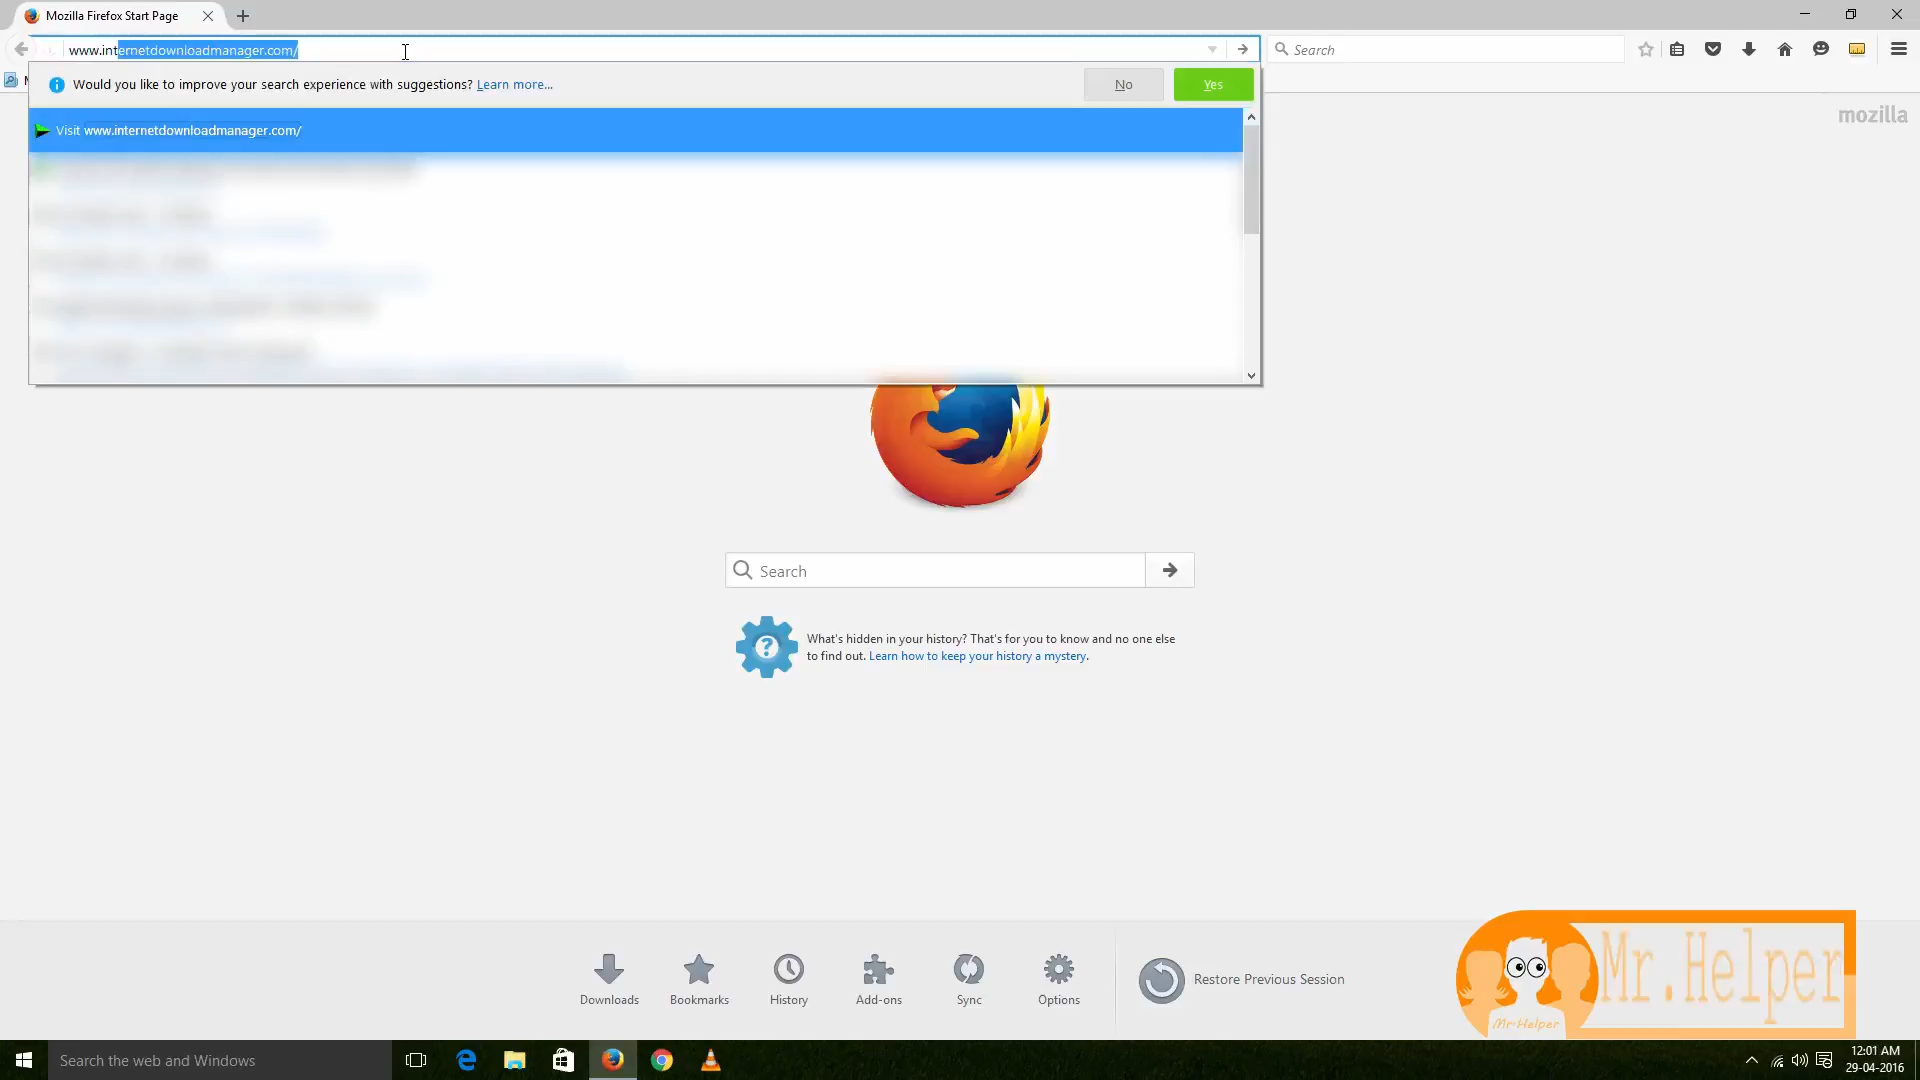 Mozilla Firefox Start Page
www.internetdownloadmanager.com/
Search
Would you like to improve your search experience with suggestions? Learn more...
No
Yes
Visit www.internetdownloadmanager.com/
mozilla
Search
What's hidden in your history? That's for you to know and no one else
to find out. Learn how to keep your history a mystery.
Downloads
Bookmarks
History
Add-ons
Sync
Options
Restore Previous Session
Mr.Helper
Mr-Helper
Search the web and Windows
12:01 AM
29-04-2016